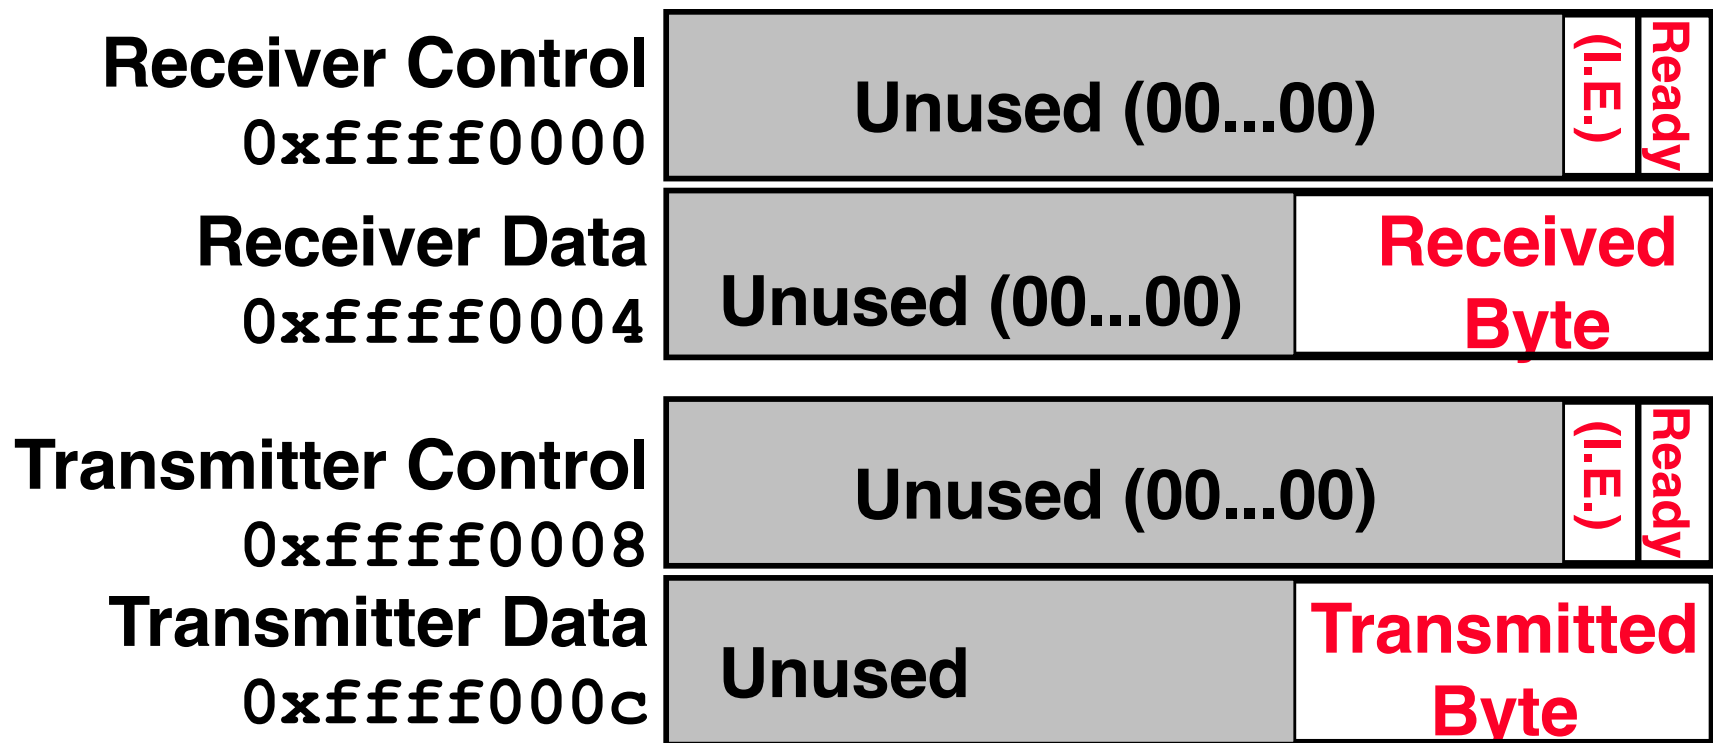 Receiver Control
0xffff0000
Unused (00...00)
(I.E.)
Ready
Receiver Data
0xffff0004
Unused (00...00)
Received
Byte
Transmitter Control
0xffff0008
Unused (00...00)
(I.E.)
Ready
Transmitter Data
0xffff000c
Unused
Transmitted
Byte